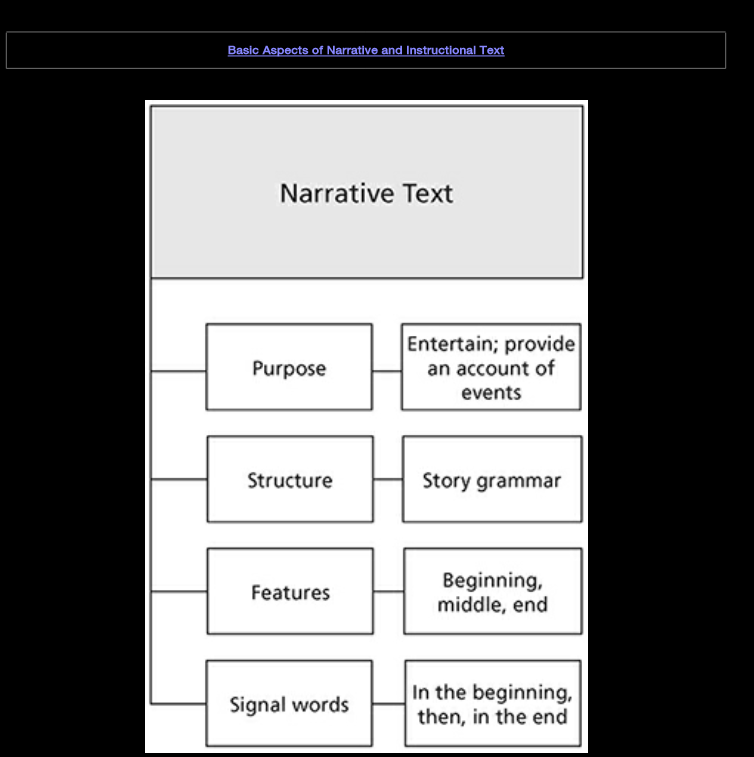 Basic Aspects of Narrative and Instructional Text
Narrative Text
Purpose
Entertain; provide
an account of
events
Structure
Story grammar
Features
Beginning,
middle, end
Signal words
In the beginning,
then, in the end